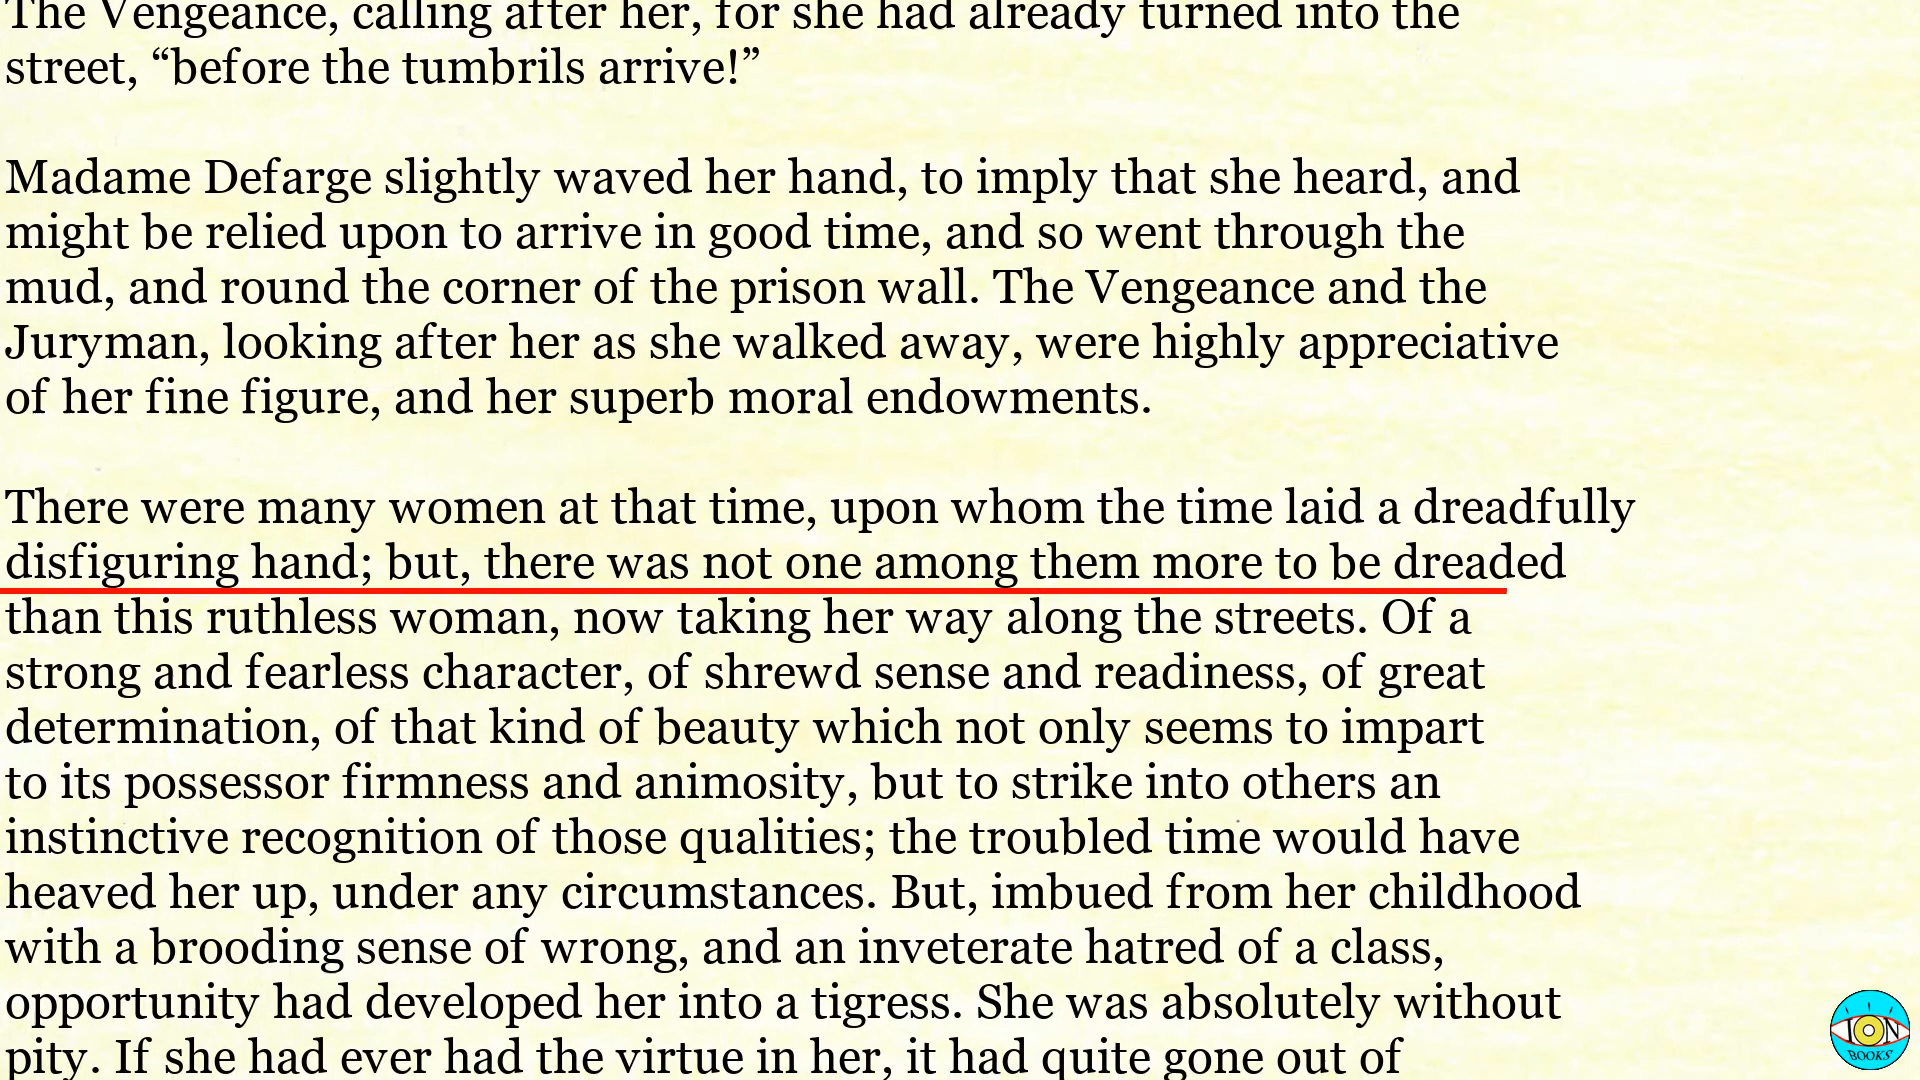 The Vengeance, calling after her, for she had already turned into the
street, “before the tumbrils arrive!”
Madame Defarge slightly waved her hand, to imply that she heard, and
might be relied upon to arrive in good time, and so went through the
mud, and round the corner of the prison wall. The Vengeance and the
Juryman, looking after her as she walked away, were highly appreciative
of her fine figure, and her superb moral endowments.
There were many women at that time, upon whom the time laid a dreadfully
disfiguring hand; but, there was not one among them more to be dreaded
than this ruthless woman, now taking her way along the streets. Of a
strong and fearless character, of shrewd sense and readiness, of great
determination, of that kind of beauty which not only seems to impart
to its possessor firmness and animosity, but to strike into others an
instinctive recognition of those qualities; the troubled time would have
heaved her up, under any circumstances. But, imbued from her childhood
with a brooding sense of wrong, and an inveterate hatred of a class,
opportunity had developed her into a tigress. She was absolutely without
pity. If she had ever had the virtue in her, it had quite gone out of
ION
BOOKS